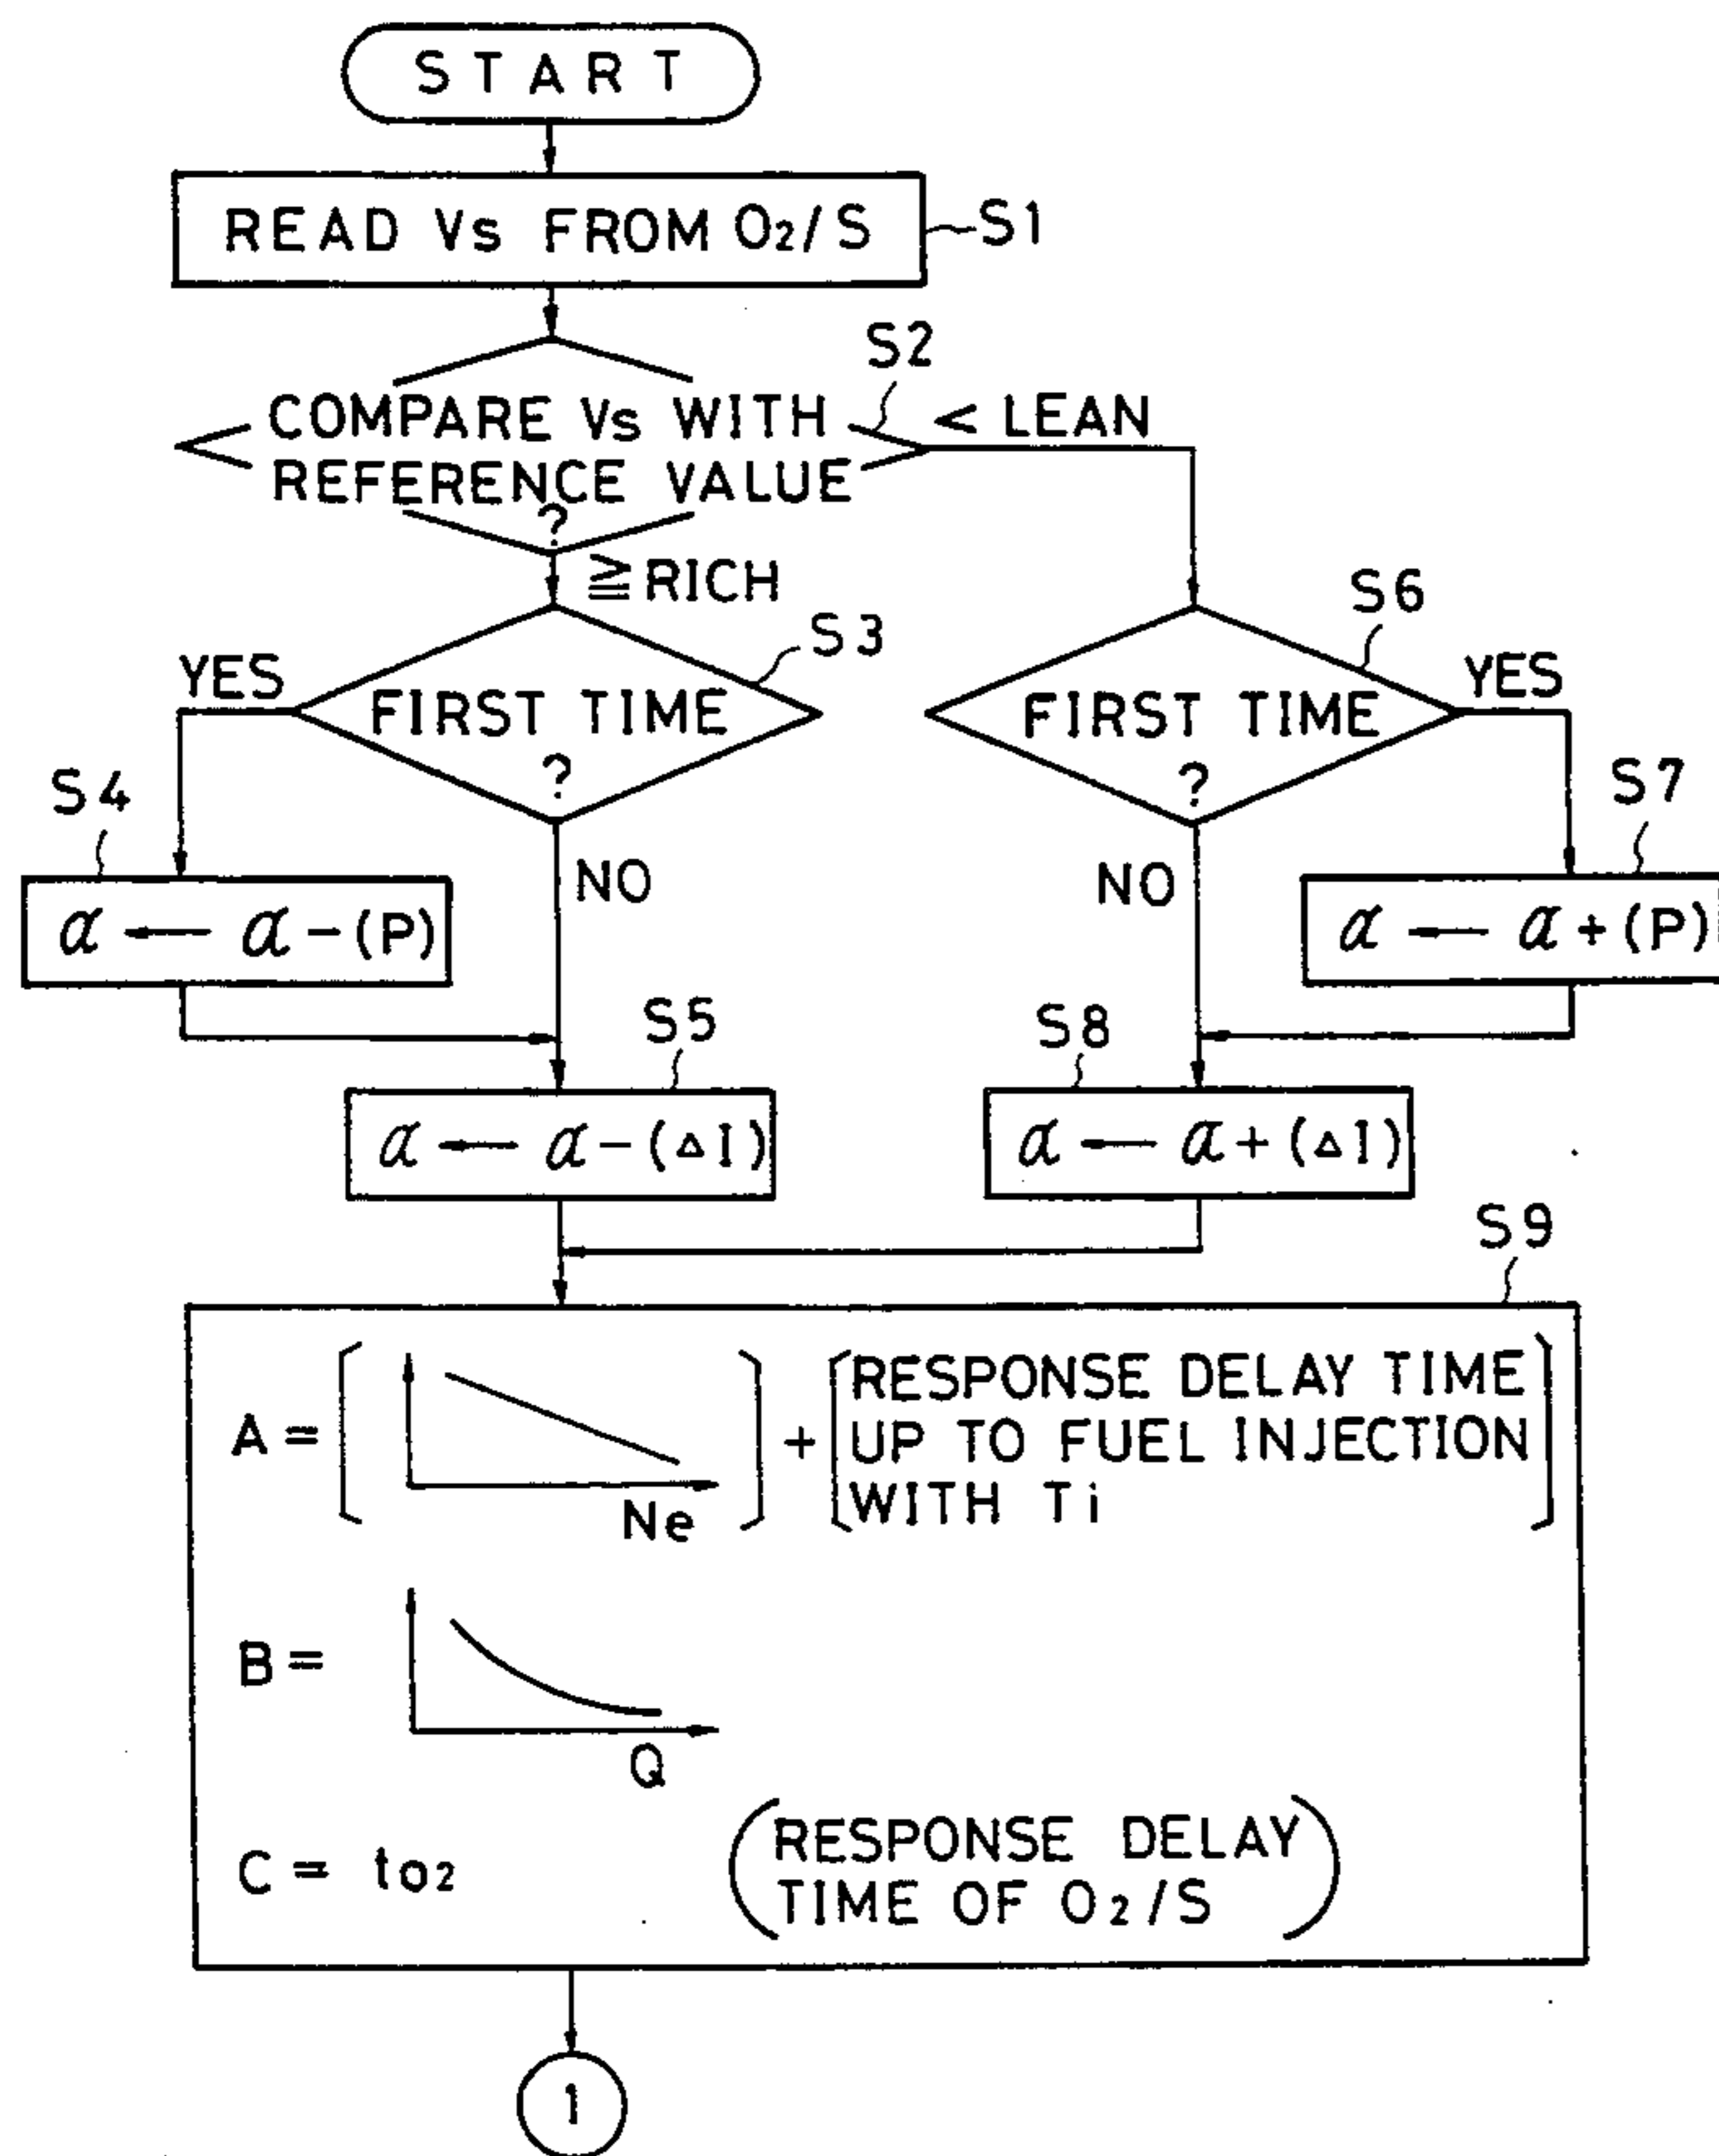 START
READ Vs FROM O2/S
S1
S2
COMPARE Vs WITH
REFERENCE VALUE
?
< LEAN
≧RICH
S3
FIRST TIME
?
YES
NO
S6
FIRST TIME
?
YES
NO
S4
α ← α-(P)
S7
α ← α+(P)
S5
α ← α-(ΔI)
S8
α ← α+(ΔI)
S9
A = [ Ne ] + [RESPONSE DELAY TIME
UP TO FUEL INJECTION
WITH Ti]
B =
Q
C = to2
(RESPONSE DELAY
TIME OF O2/S)
1